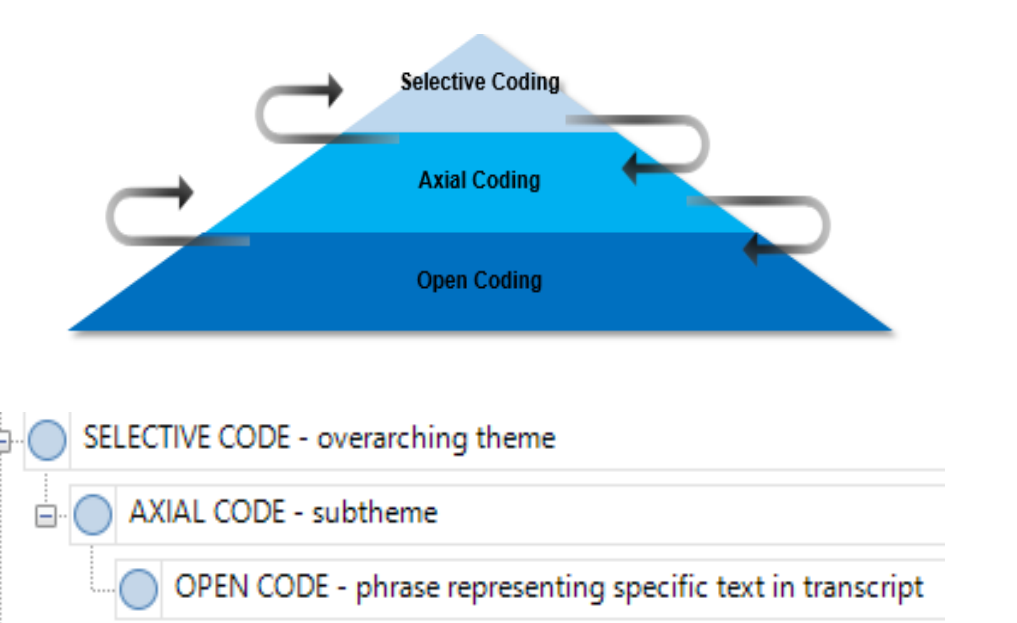 Selective Coding
Axial Coding
Open Coding
SELECTIVE CODE - overarching theme
AXIAL CODE - subtheme
OPEN CODE - phrase representing specific text in transcript